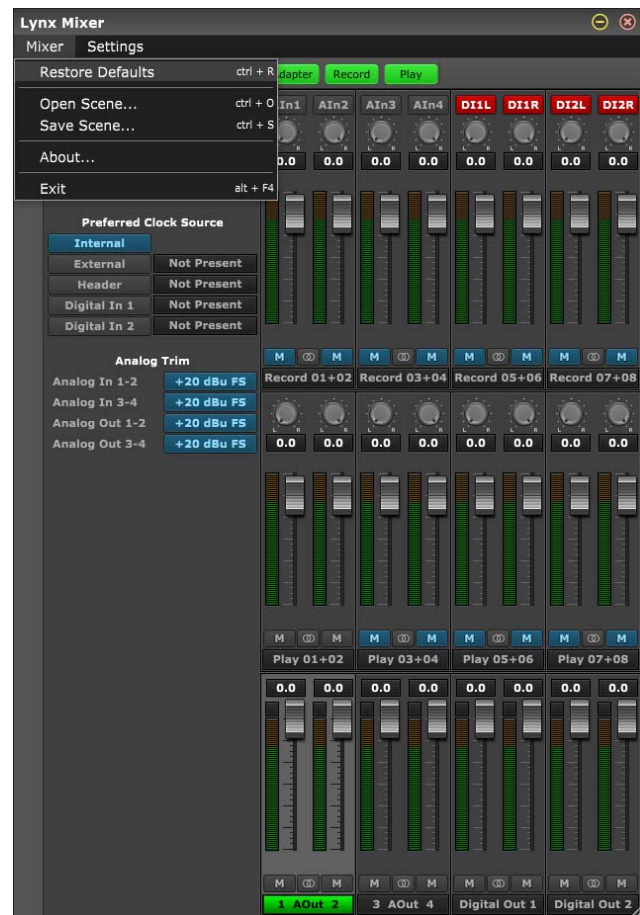 Lynx Mixer
Mixer Settings
Restore Defaults ctrl + R
Open Scene... ctrl + O
Save Scene... ctrl + S
About...
Exit alt + F4
Record Play
AIn2 AIn3 AIn4 DI1L DI1R DI2L DI2R
L R L R L R L R L R L R L R L R
0.0 0.0 0.0 0.0 0.0 0.0 0.0
Preferred Clock Source
Internal
External Not Present
Header Not Present
Digital In 1 Not Present
Digital In 2 Not Present
Analog Trim
Analog In 1-2 +20 dBu FS
Analog In 3-4 +20 dBu FS
Analog Out 1-2 +20 dBu FS
Analog Out 3-4 +20 dBu FS
M M M M M M M M
Record 01+02 Record 03+04 Record 05+06 Record 07+08
L R L R L R L R L R L R L R L R
0.0 0.0 0.0 0.0 0.0 0.0 0.0 0.0
M M M M M M M M
Play 01+02 Play 03+04 Play 05+06 Play 07+08
0.0 0.0 0.0 0.0 0.0 0.0 0.0 0.0
M M M M M M M M
1 AOut 2 3 AOut 4 Digital Out 1 Digital Out 2